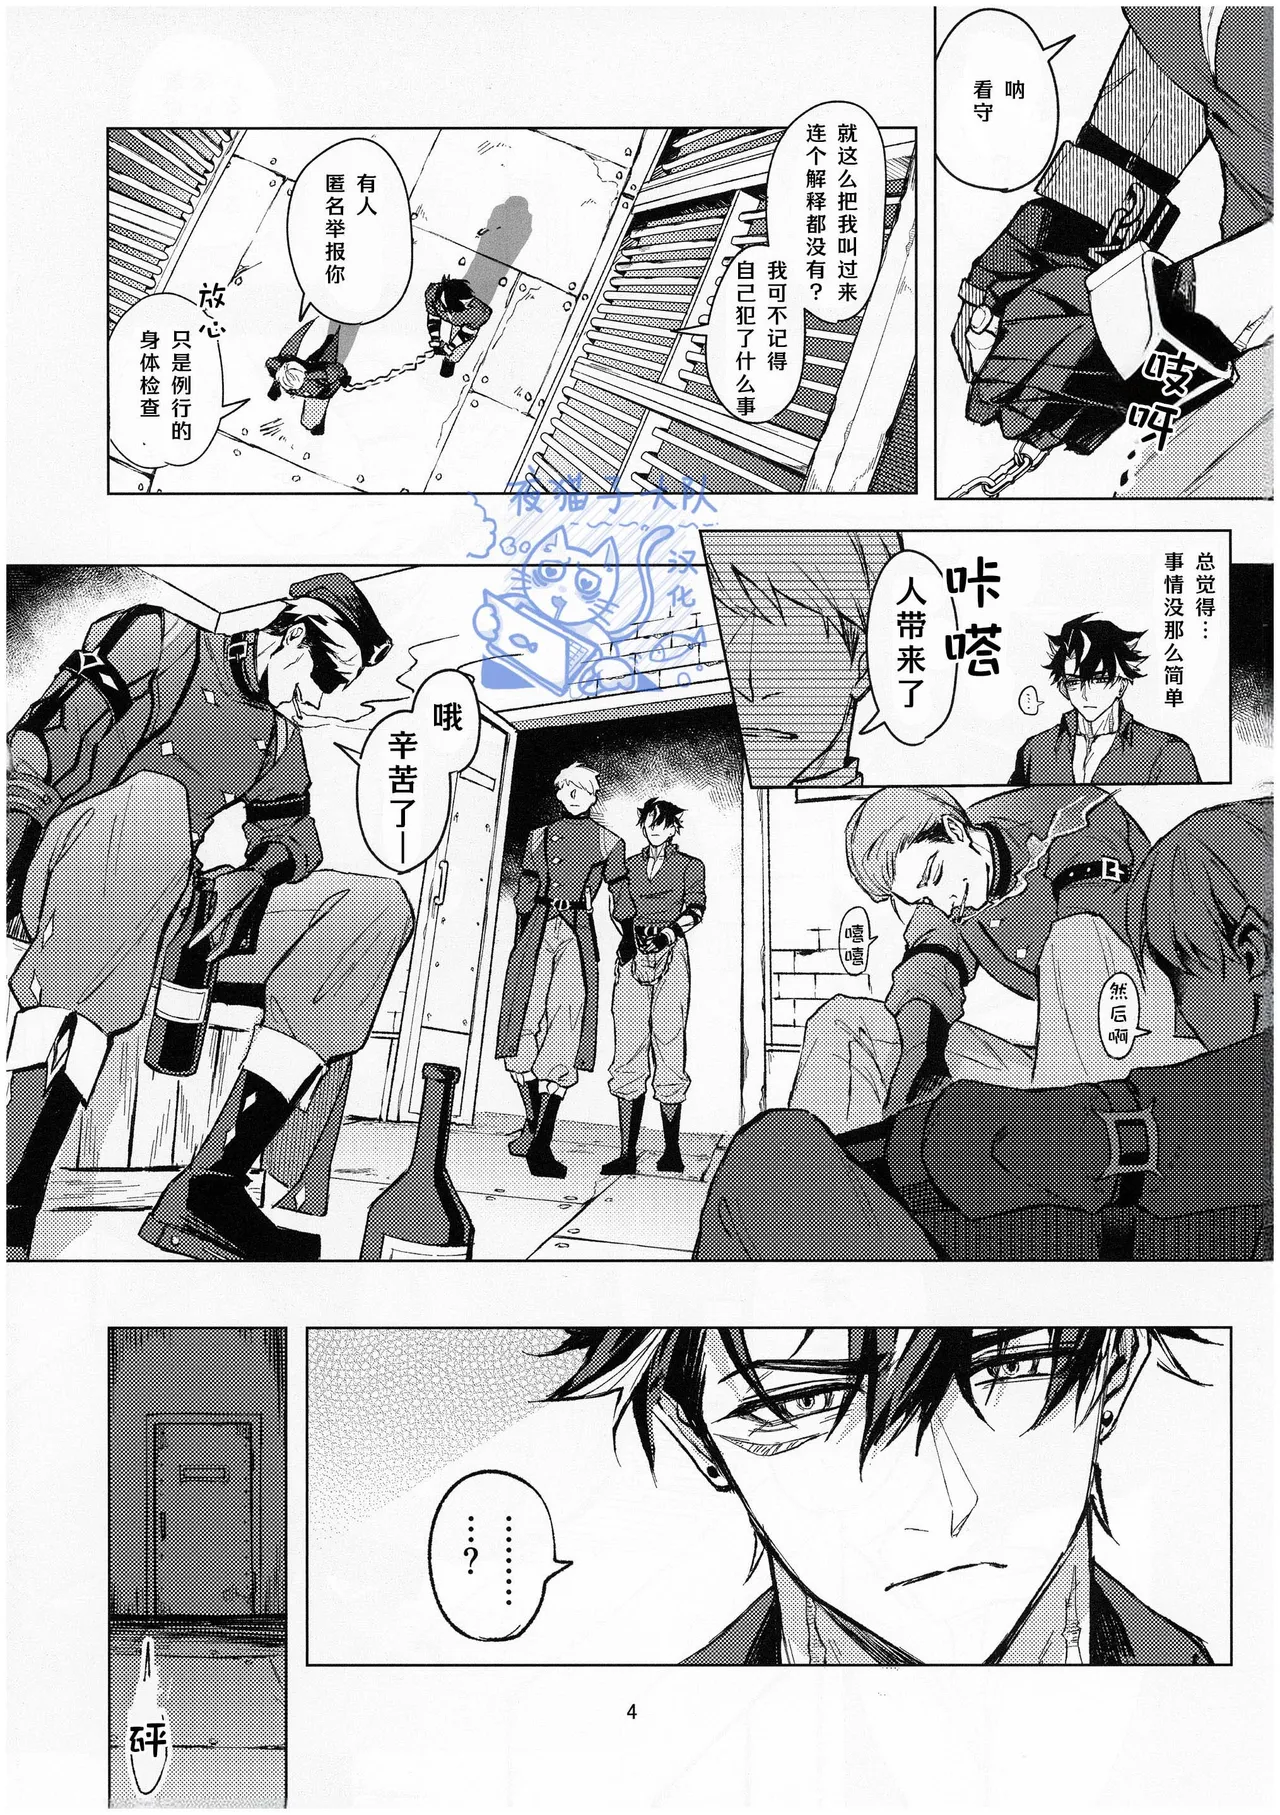 呐
看守
吱呀
就这么把我叫过来
连个解释都没有？
我可不记得
自己犯了什么事
有人
匿名举报你
放心
只是例行的
身体检查
夜猫子大队
汉化
总觉得…
事情没那么简单
…
咔嗒
人带来了
哦
辛苦了——
嘻嘻
然后啊
………
……？
砰
4